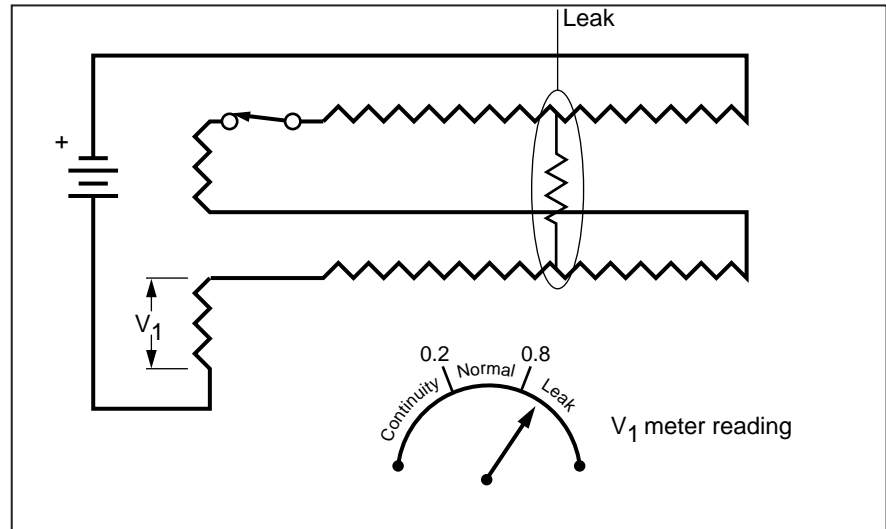 Leak
+
V1
0.2 0.8
Continuity Normal Leak
V1 meter reading